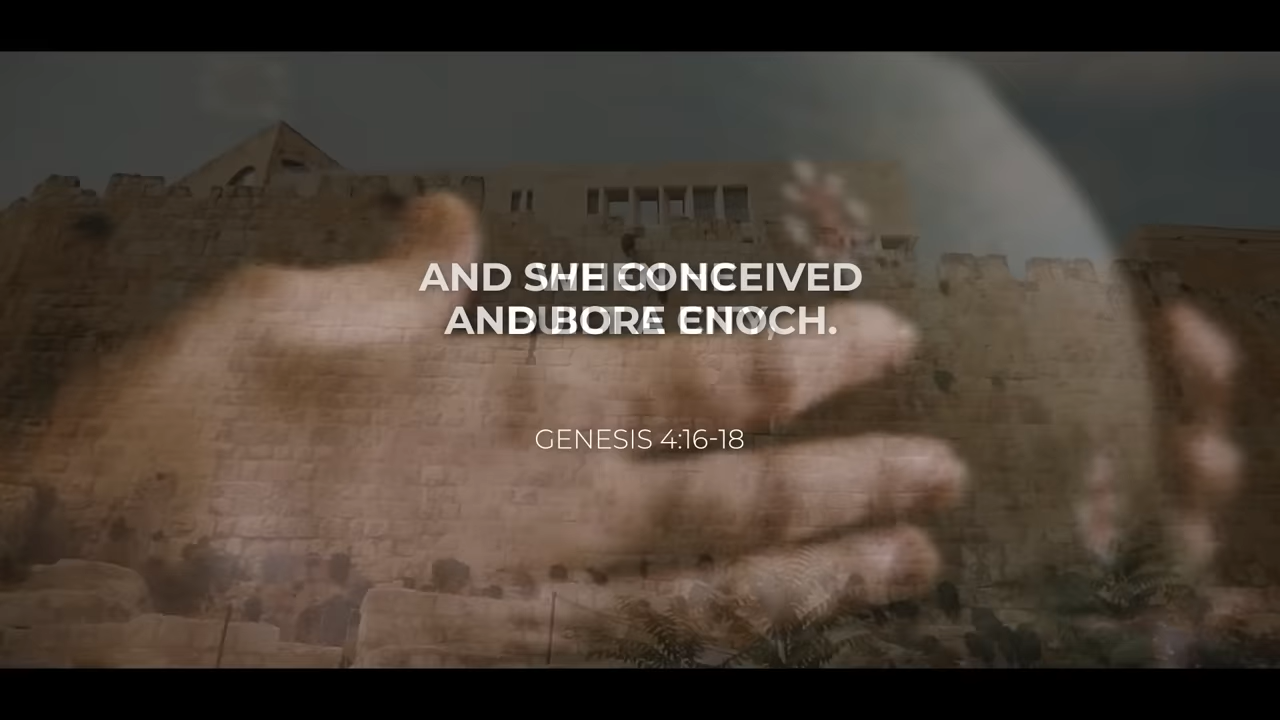 AND SHE CONCEIVED
AND BORE ENOCH.
GENESIS 4:16-18